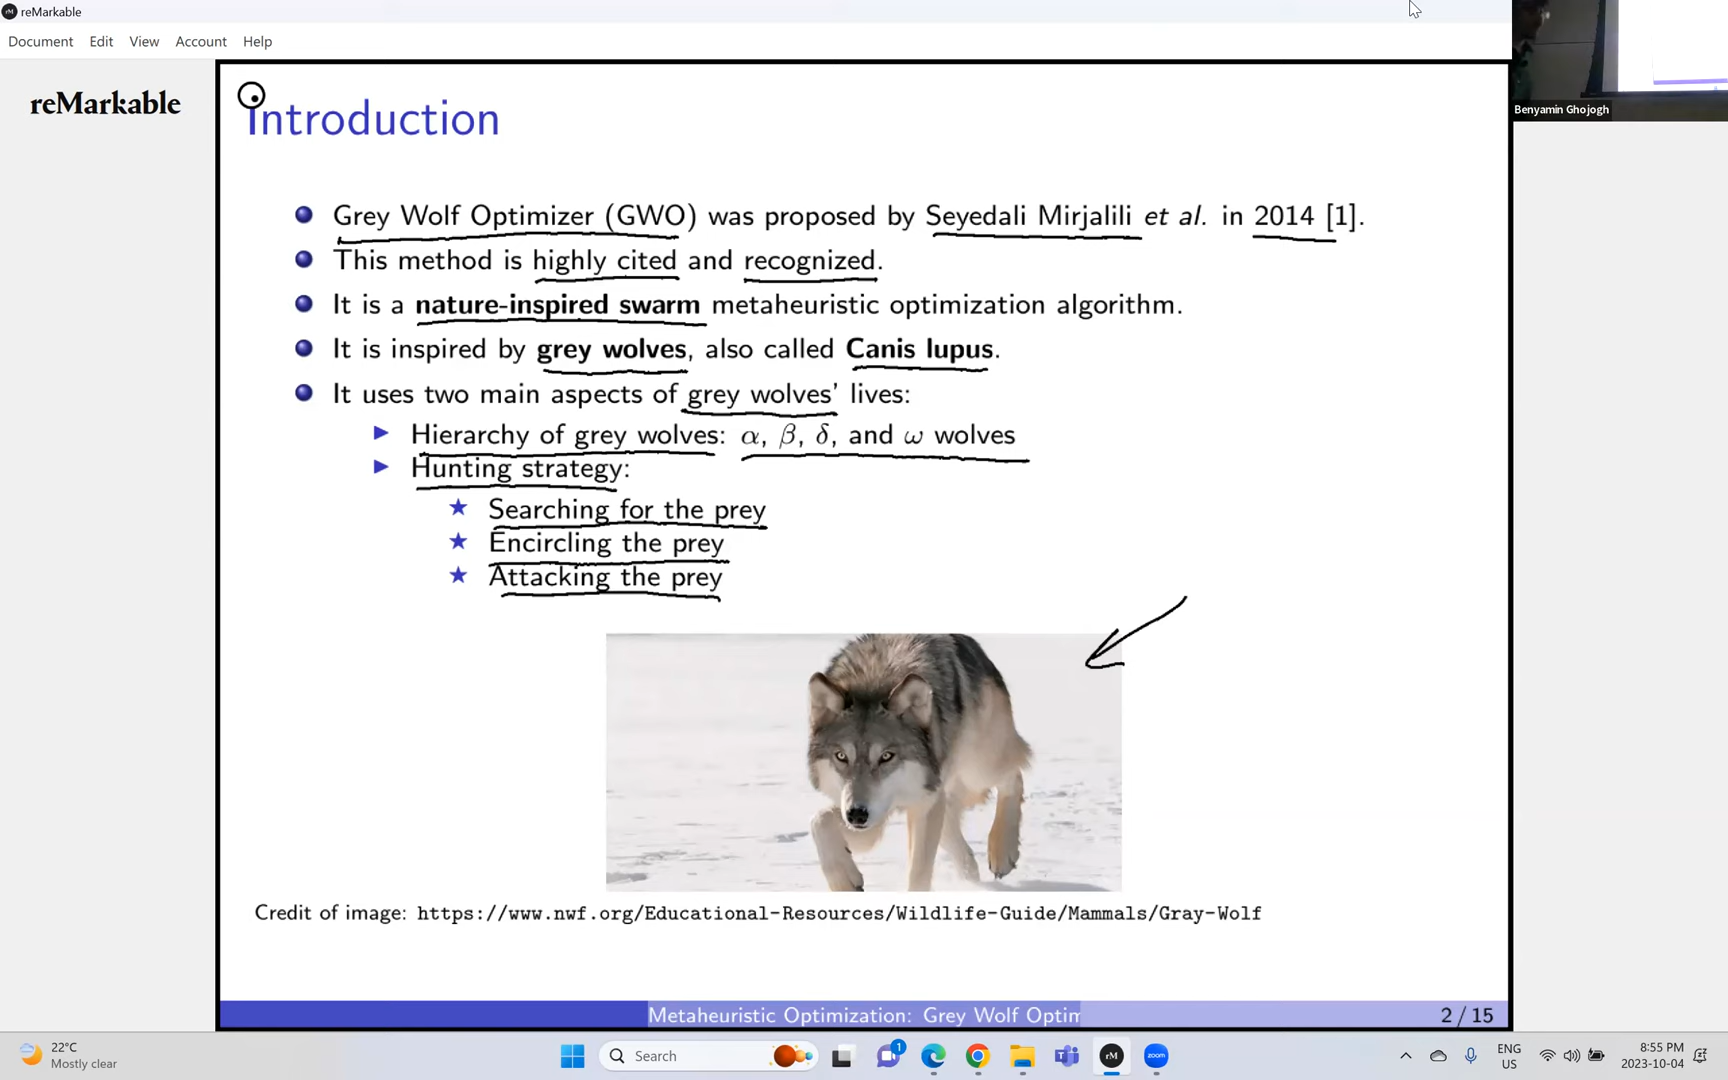 reMarkable
Document Edit View Account Help
reMarkable
Benyamin Ghojogh
Introduction
Grey Wolf Optimizer (GWO) was proposed by Seyedali Mirjalili et al. in 2014 [1].
This method is highly cited and recognized.
It is a nature-inspired swarm metaheuristic optimization algorithm.
It is inspired by grey wolves, also called Canis lupus.
It uses two main aspects of grey wolves' lives:
Hierarchy of grey wolves: α, β, δ, and ω wolves
Hunting strategy:
Searching for the prey
Encircling the prey
Attacking the prey
Credit of image: https://www.nwf.org/Educational-Resources/Wildlife-Guide/Mammals/Gray-Wolf
Metaheuristic Optimization: Grey Wolf Optim
2 / 15
22°C
Mostly clear
Search
1
rM
zoom
ENG
US
8:55 PM
2023-10-04